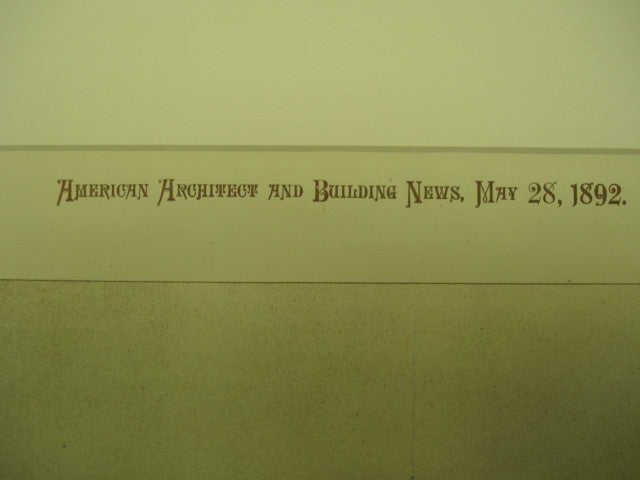 American Architect and Building News, May 28, 1892.